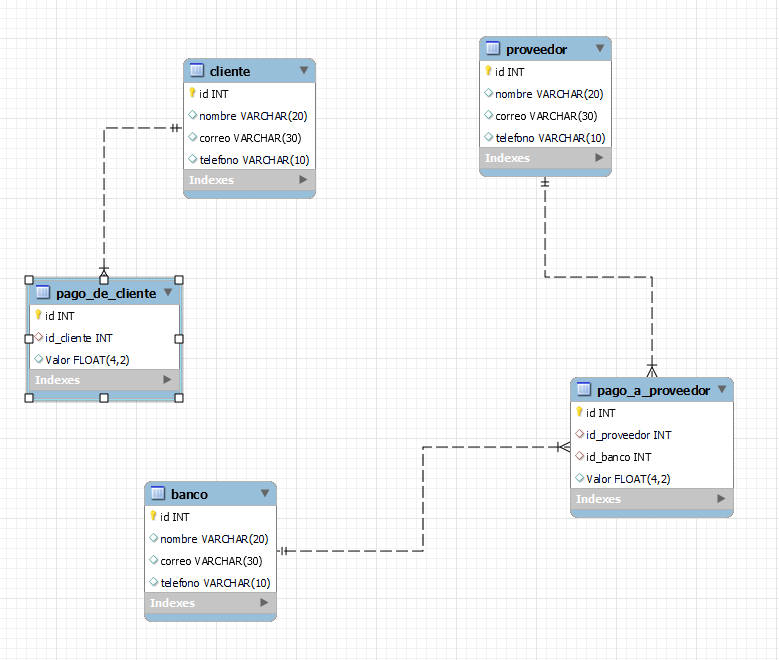 cliente
id INT
nombre VARCHAR(20)
correo VARCHAR(30)
telefono VARCHAR(10)
Indexes
proveedor
id INT
nombre VARCHAR(20)
correo VARCHAR(30)
telefono VARCHAR(10)
Indexes
pago_de_cliente
id INT
id_cliente INT
Valor FLOAT(4,2)
Indexes
pago_a_proveedor
id INT
id_proveedor INT
id_banco INT
Valor FLOAT(4,2)
Indexes
banco
id INT
nombre VARCHAR(20)
correo VARCHAR(30)
telefono VARCHAR(10)
Indexes